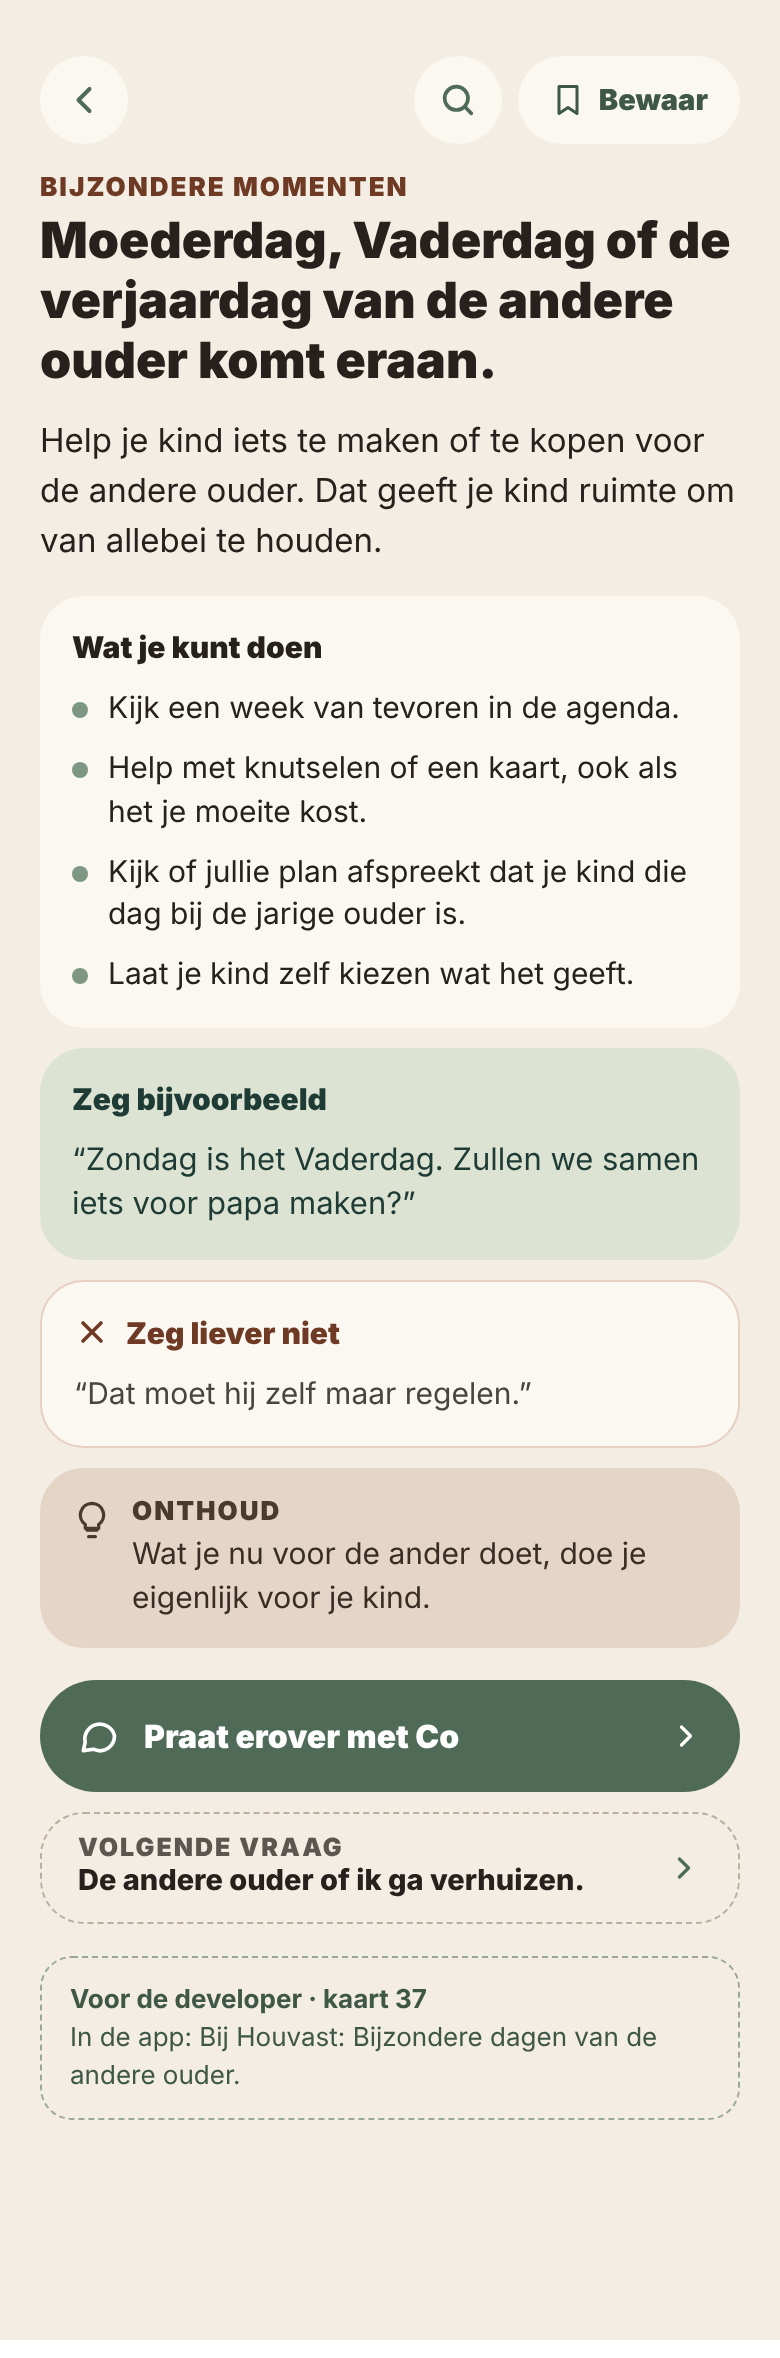 Bewaar
BIJZONDERE MOMENTEN
Moederdag, Vaderdag of de
verjaardag van de andere
ouder komt eraan.
Help je kind iets te maken of te kopen voor
de andere ouder. Dat geeft je kind ruimte om
van allebei te houden.
Wat je kunt doen
Kijk een week van tevoren in de agenda.
Help met knutselen of een kaart, ook als
het je moeite kost.
Kijk of jullie plan afspreekt dat je kind die
dag bij de jarige ouder is.
Laat je kind zelf kiezen wat het geeft.
Zeg bijvoorbeeld
“Zondag is het Vaderdag. Zullen we samen
iets voor papa maken?”
Zeg liever niet
“Dat moet hij zelf maar regelen.”
ONTHOUD
Wat je nu voor de ander doet, doe je
eigenlijk voor je kind.
Praat erover met Co
VOLGENDE VRAAG
De andere ouder of ik ga verhuizen.
Voor de developer · kaart 37
In de app: Bij Houvast: Bijzondere dagen van de
andere ouder.